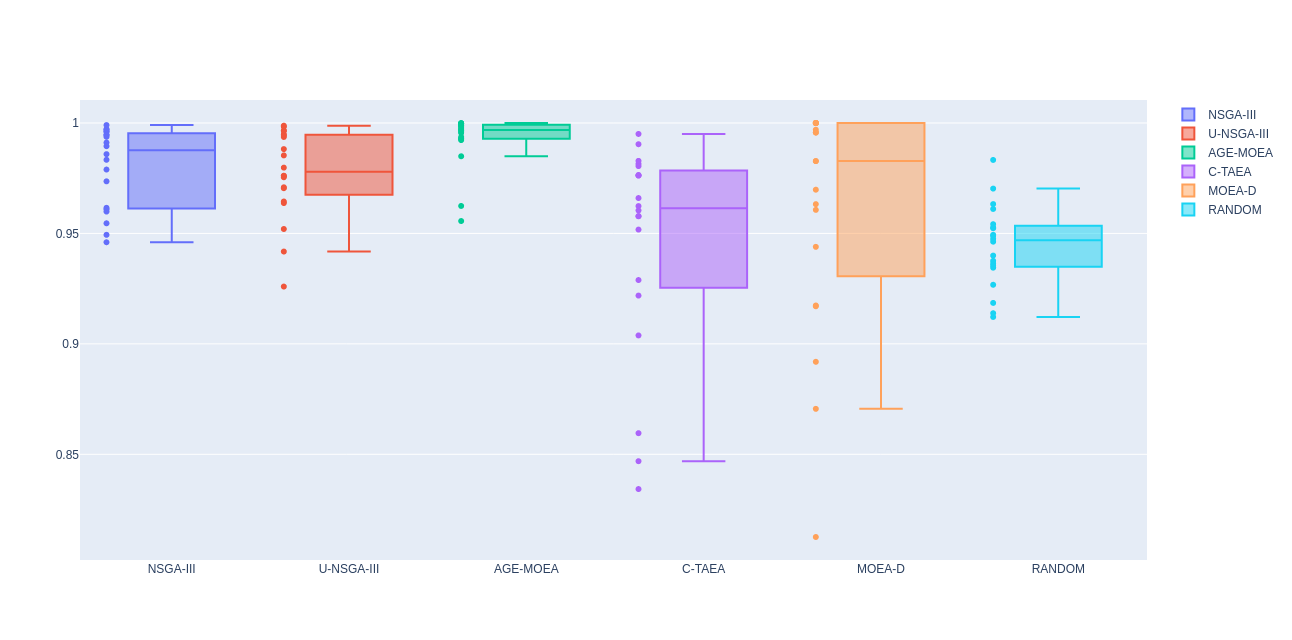 1
0.95
0.9
0.85
NSGA-III
U-NSGA-III
AGE-MOEA
C-TAEA
MOEA-D
RANDOM
NSGA-III
U-NSGA-III
AGE-MOEA
C-TAEA
MOEA-D
RANDOM